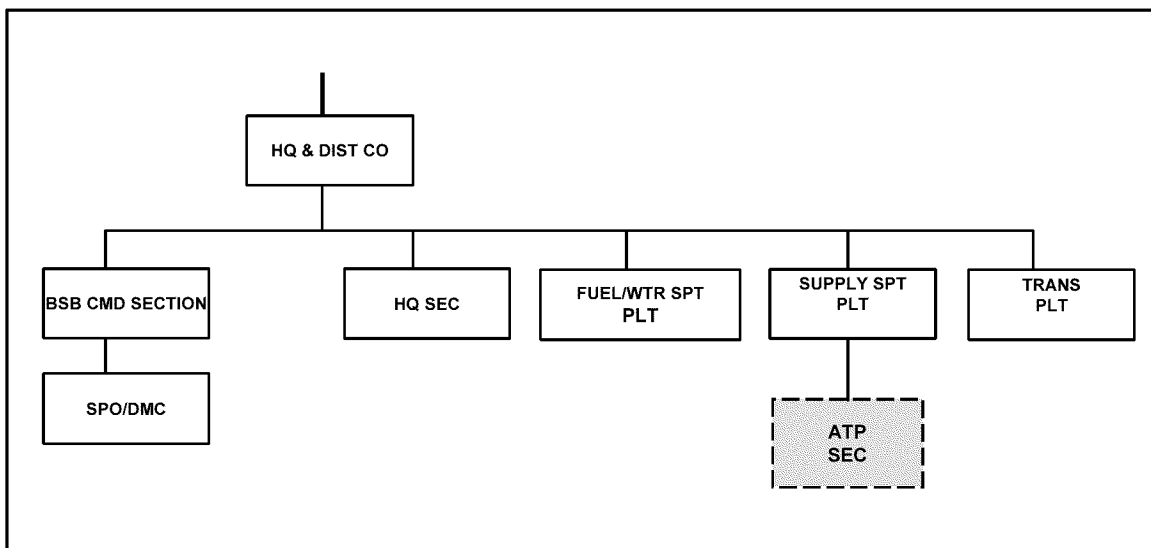 HQ & DIST CO
BSB CMD SECTION
HQ SEC
FUEL/WTR SPT
PLT
SUPPLY SPT
PLT
TRANS
PLT
SPO/DMC
ATP
SEC